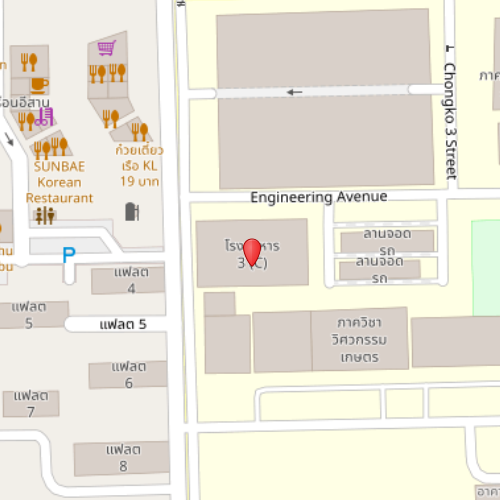 Chongko 3 Street
ร้อนอีสาน
SUNBAE
Korean
Restaurant
ก๋วยเตี๋ยว
เรือ KL
19 บาท
Engineering Avenue
ลานจอด
รถ
ลานจอด
รถ
3 (C)
P
แฟลต
4
แฟลต
5
แฟลต 5
ภาควิชา
วิศวกรรม
เกษตร
แฟลต
6
แฟลต
7
แฟลต
8